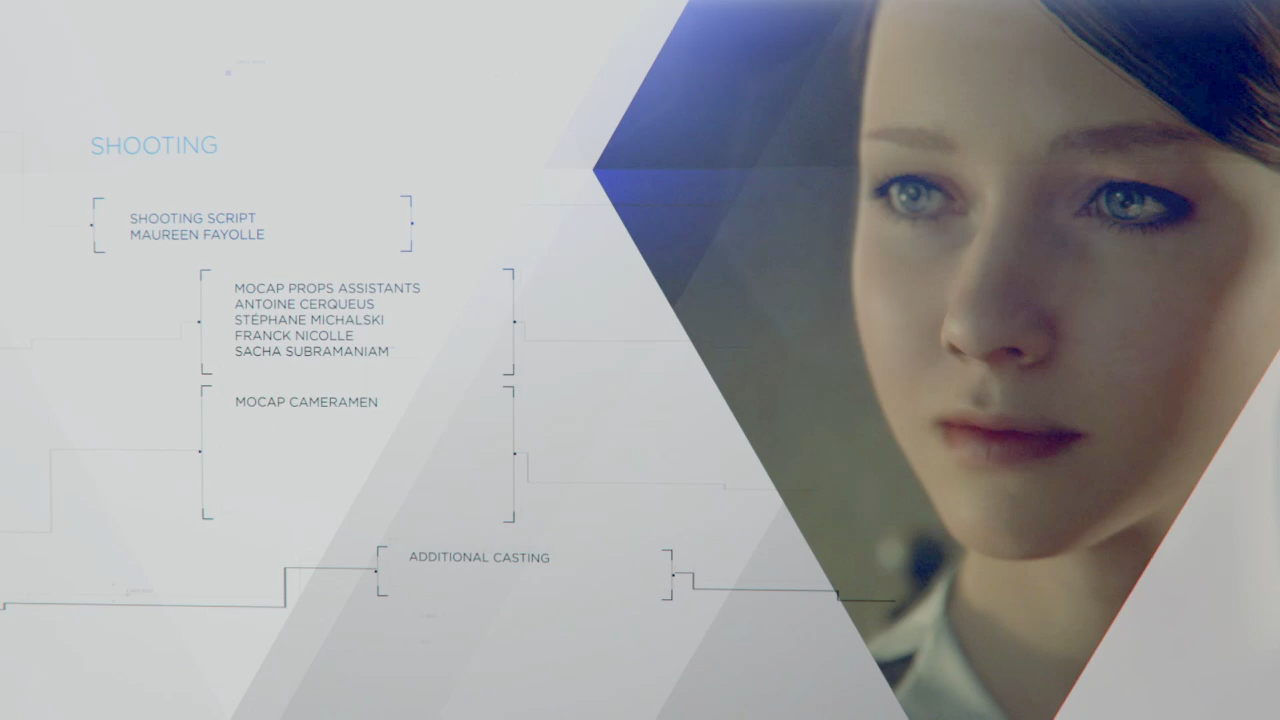 SHOOTING
SHOOTING SCRIPT
MAUREEN FAYOLLE
MOCAP PROPS ASSISTANTS
ANTOINE CERQUEUS
STÉPHANE MICHALSKI
FRANCK NICOLLE
SACHA SUBRAMANIAM
MOCAP CAMERAMEN
ADDITIONAL CASTING